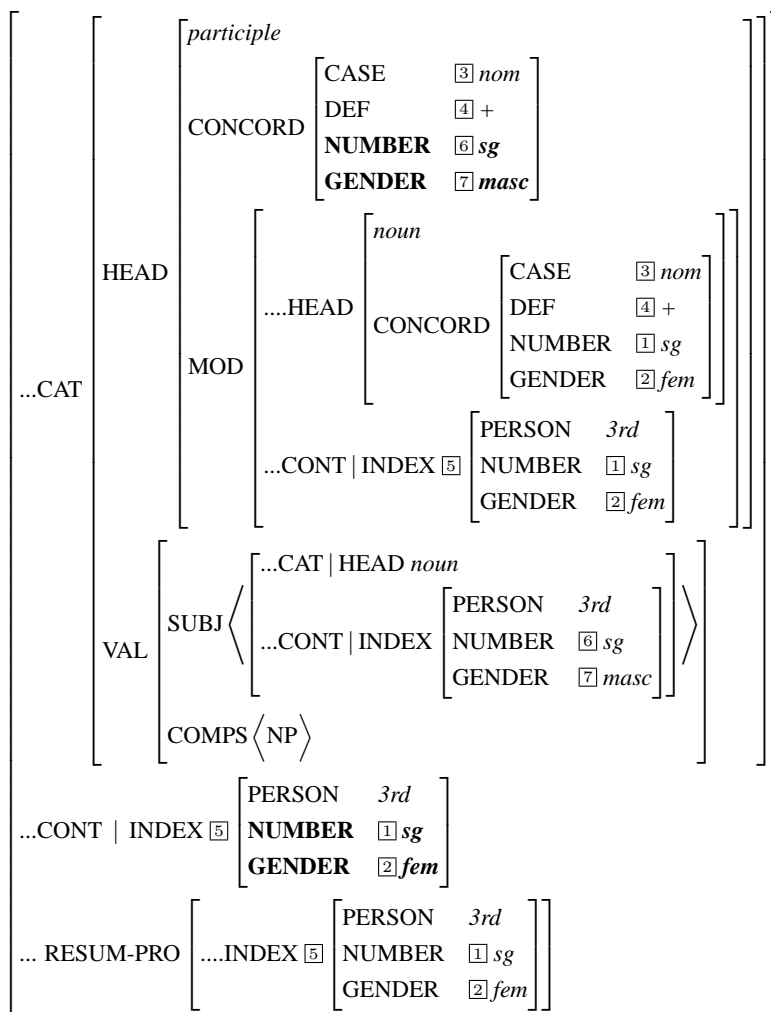 participle
CASE 3 nom
DEF 4 +
CONCORD
NUMBER 6 sg
GENDER 7 masc
noun
HEAD
CASE 3 nom
....HEAD
DEF 4 +
CONCORD
NUMBER 1 sg
MOD
GENDER 2 fem
...CAT
PERSON 3rd
...CONT | INDEX 5 NUMBER 1 sg
GENDER 2 fem
...CAT | HEAD noun
SUBJ
PERSON 3rd
VAL
...CONT | INDEX NUMBER 6 sg
GENDER 7 masc
COMPS ⟨NP⟩
PERSON 3rd
...CONT | INDEX 5 NUMBER 1 sg
GENDER 2 fem
PERSON 3rd
... RESUM-PRO ....INDEX 5 NUMBER 1 sg
GENDER 2 fem